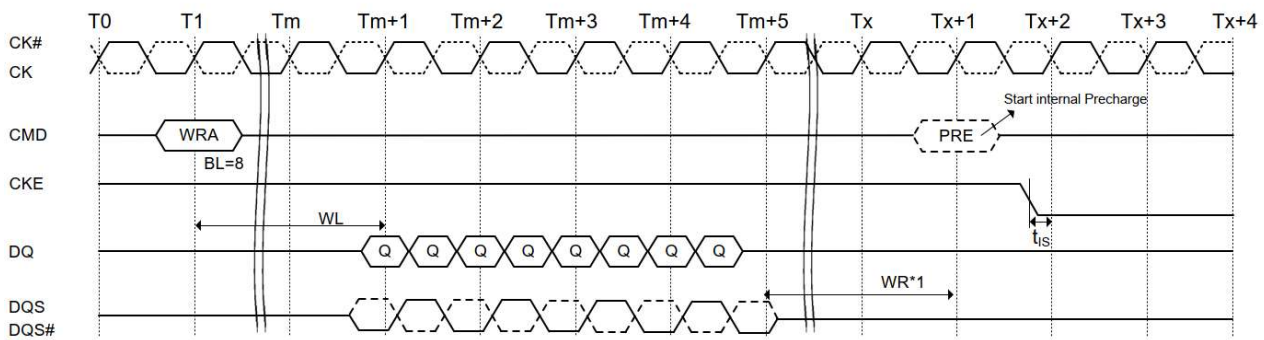 T0 T1 Tm Tm+1 Tm+2 Tm+3 Tm+4 Tm+5 Tx Tx+1 Tx+2 Tx+3 Tx+4
CK#
CK
Start internal Precharge
CMD WRA PRE
BL=8
CKE
WL
tIS
DQ Q Q Q Q Q Q Q Q
WR*1
DQS
DQS#